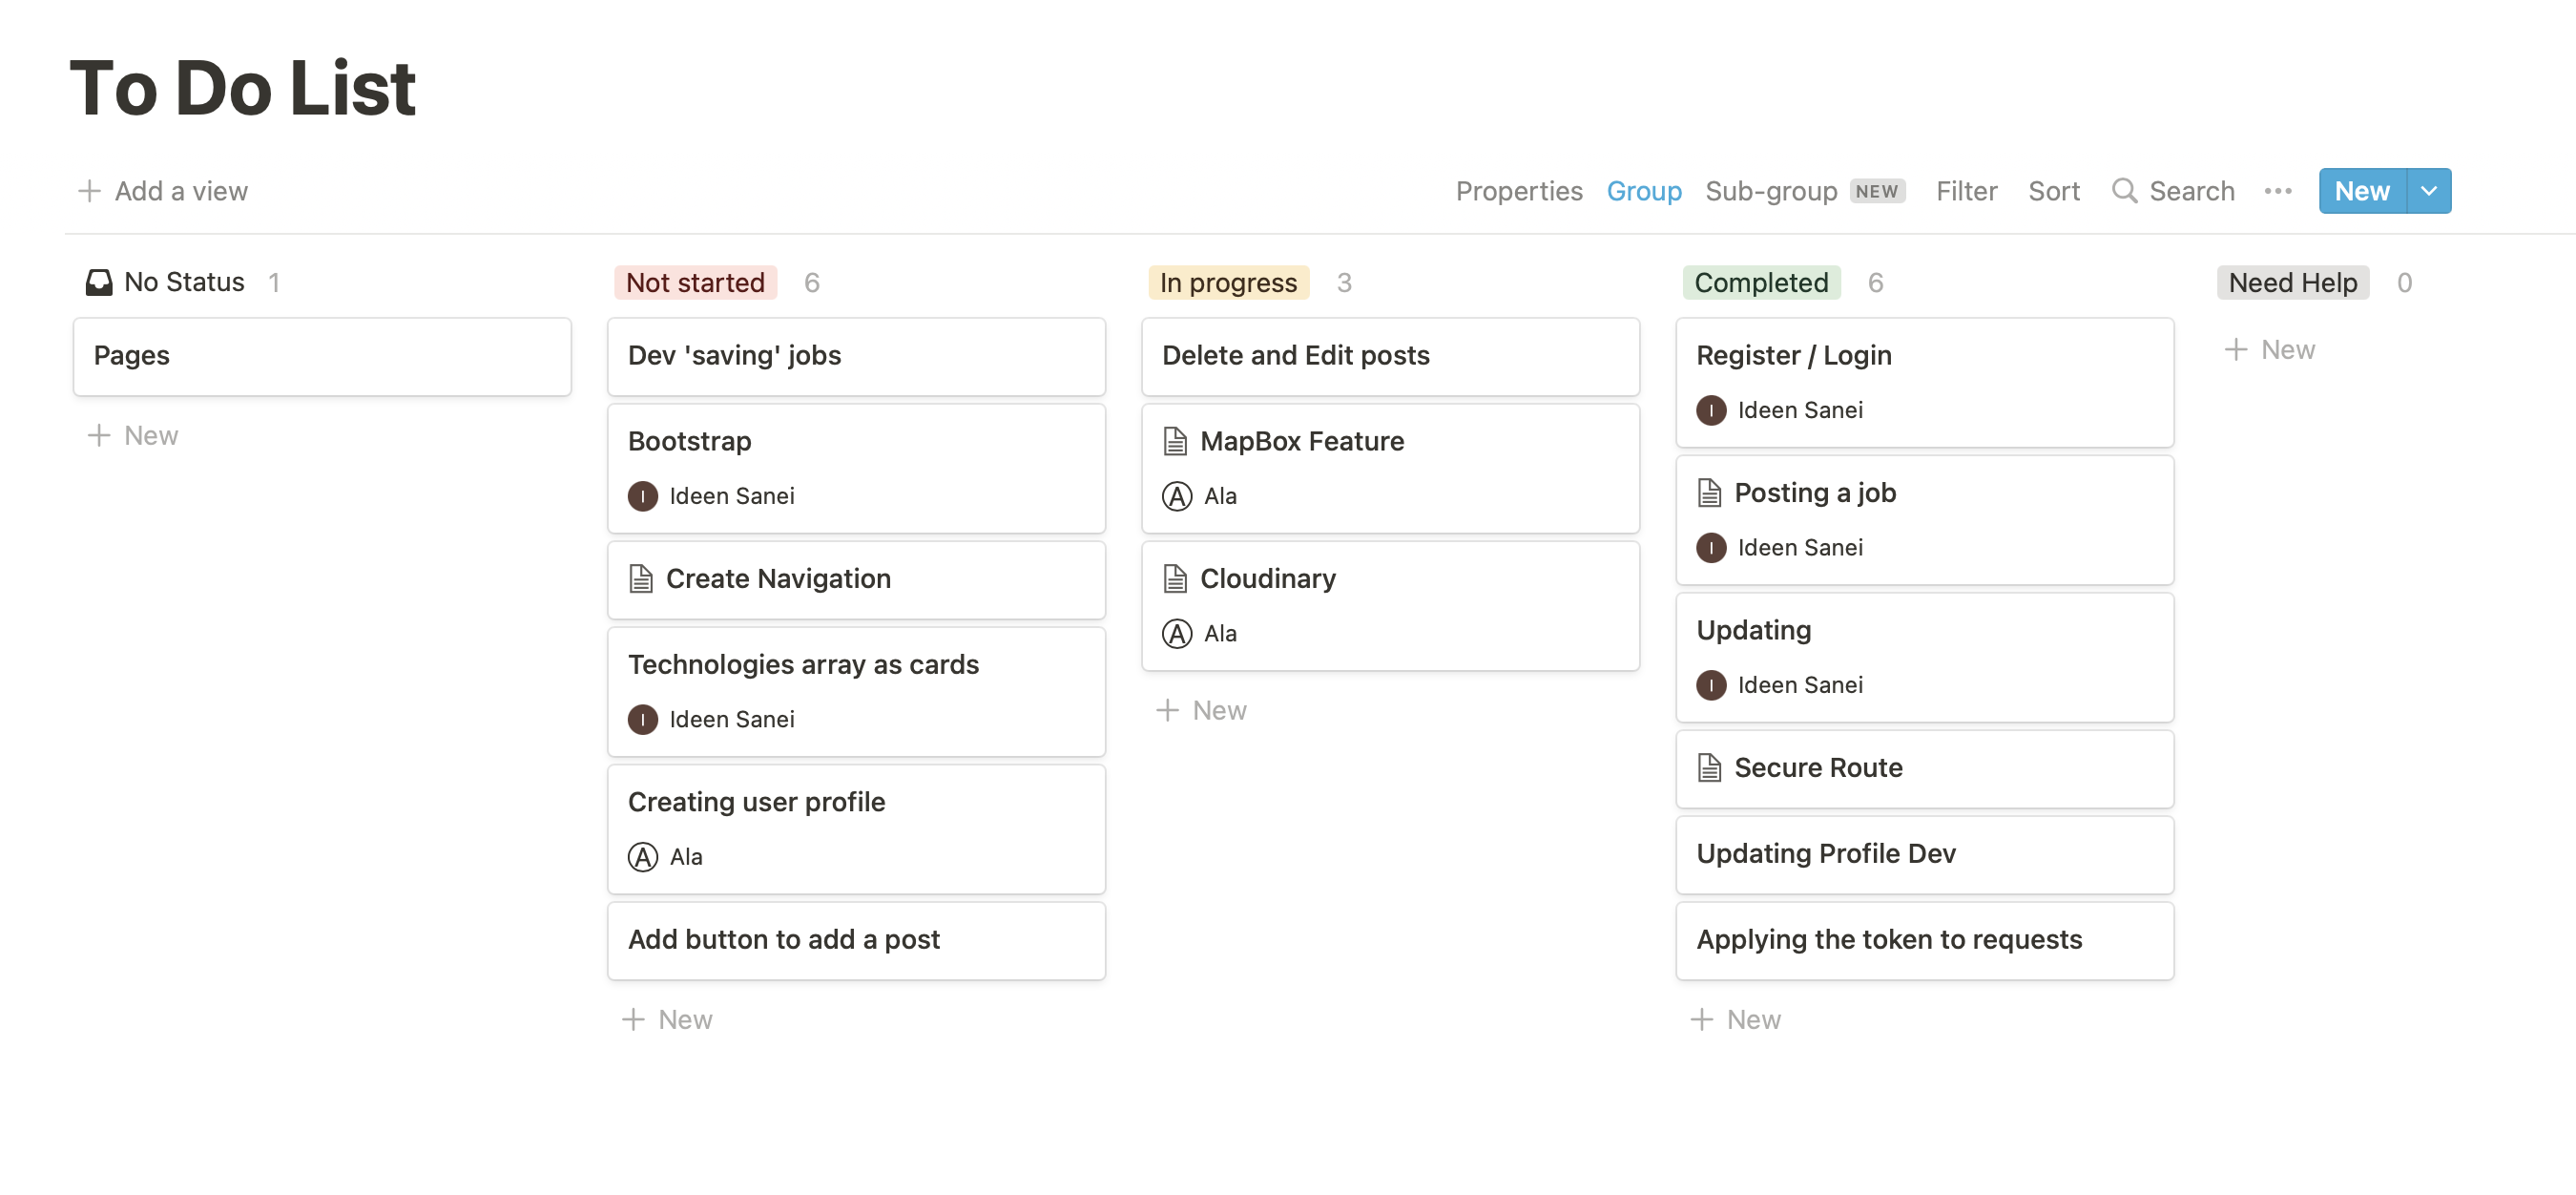 To Do List
Add a view
Properties Group Sub-group NEW Filter Sort Search ••• New
No Status 1
Pages
New
Not started 6
Dev 'saving' jobs
Bootstrap
I Ideen Sanei
Create Navigation
Technologies array as cards
I Ideen Sanei
Creating user profile
A Ala
Add button to add a post
New
In progress 3
Delete and Edit posts
MapBox Feature
A Ala
Cloudinary
A Ala
New
Completed 6
Register / Login
I Ideen Sanei
Posting a job
I Ideen Sanei
Updating
I Ideen Sanei
Secure Route
Updating Profile Dev
Applying the token to requests
New
Need Help 0
New